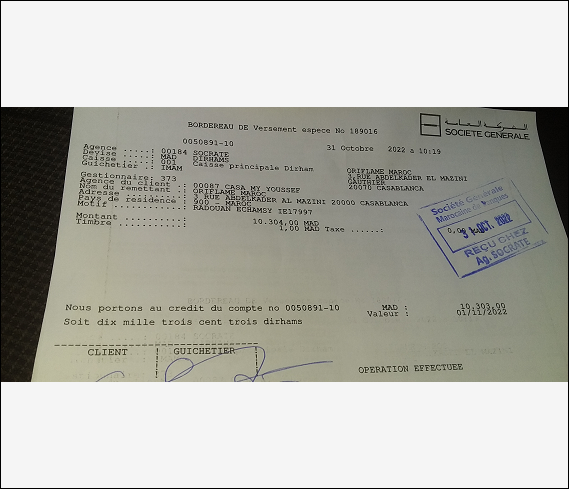 BORDEREAU DE Versement espece No 189016
الشركة العامة
SOCIETE GENERALE
0050891-10
31 Octobre 2022 a 10:19
Agence .....: 00184 SOCRATE
Devise .....: MAD DIRHAMS
Caisse .....: 001 Caisse principale Dirham
Guichetier .: IMAM
ORIFLAME MAROC
3 RUE ABDELKADER EL MAZINI
GAUTHIER
20070 CASABLANCA
Gestionnaire: 373
Agence du client .: 00087 CASA MY YOUSSEF
Nom du remettant .: ORIFLAME MAROC
Adresse ..........: 3 RUE ABDELKADER AL MAZINI 20000 CASABLANCA
Pays de residence : 900 - MAROC
Motif ............: RADOUAN ECHAMSY IE17997
Montant ..........: 10.304,00 MAD
Timbre ...........: 1,00 MAD Taxe ......: 0,00
Société Générale
Marocaine de Banques
31 OCT. 2022
REÇU CHEZ
Ag. SOCRATE
Nous portons au credit du compte no 0050891-10 MAD : 10.303,00
Valeur : 01/11/2022
Soit dix mille trois cent trois dirhams
CLIENT GUICHETIER
OPERATION EFFECTUEE